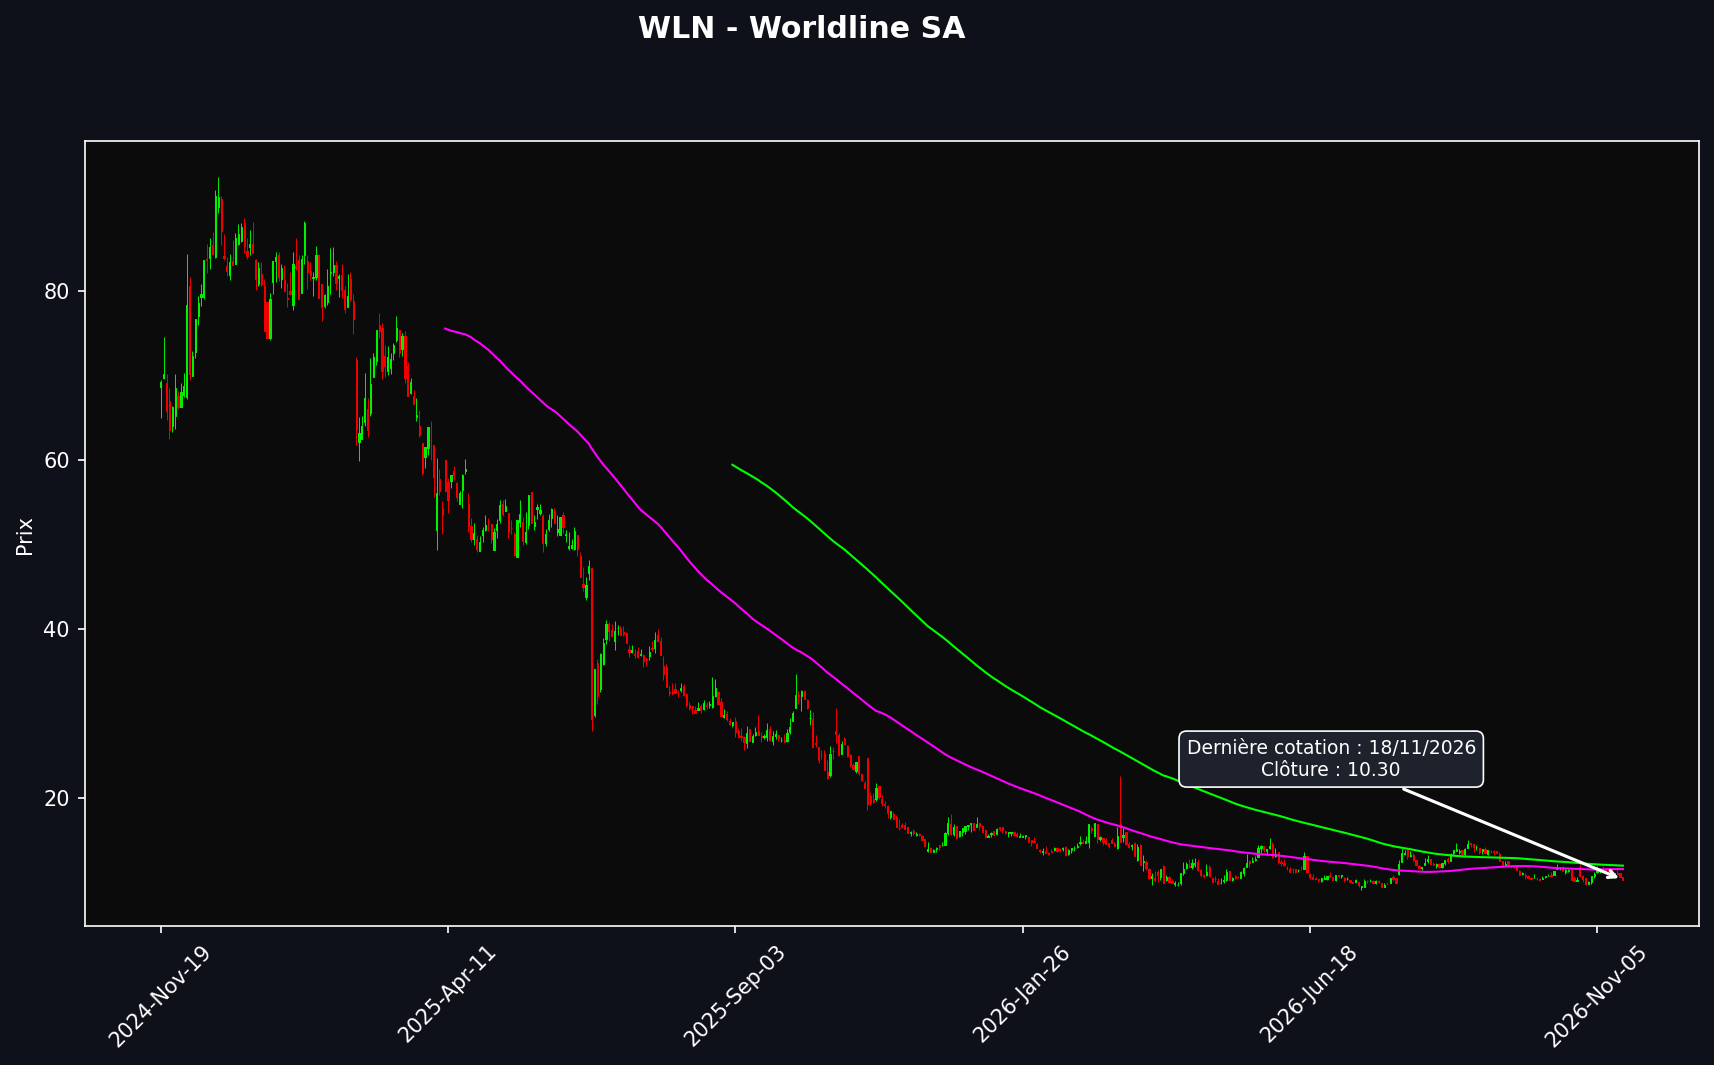 WLN - Worldline SA
Prix
80
60
40
20
Dernière cotation : 18/11/2026
Clôture : 10.30
2024-Nov-19
2025-Apr-11
2025-Sep-03
2026-Jan-26
2026-Jun-18
2026-Nov-05